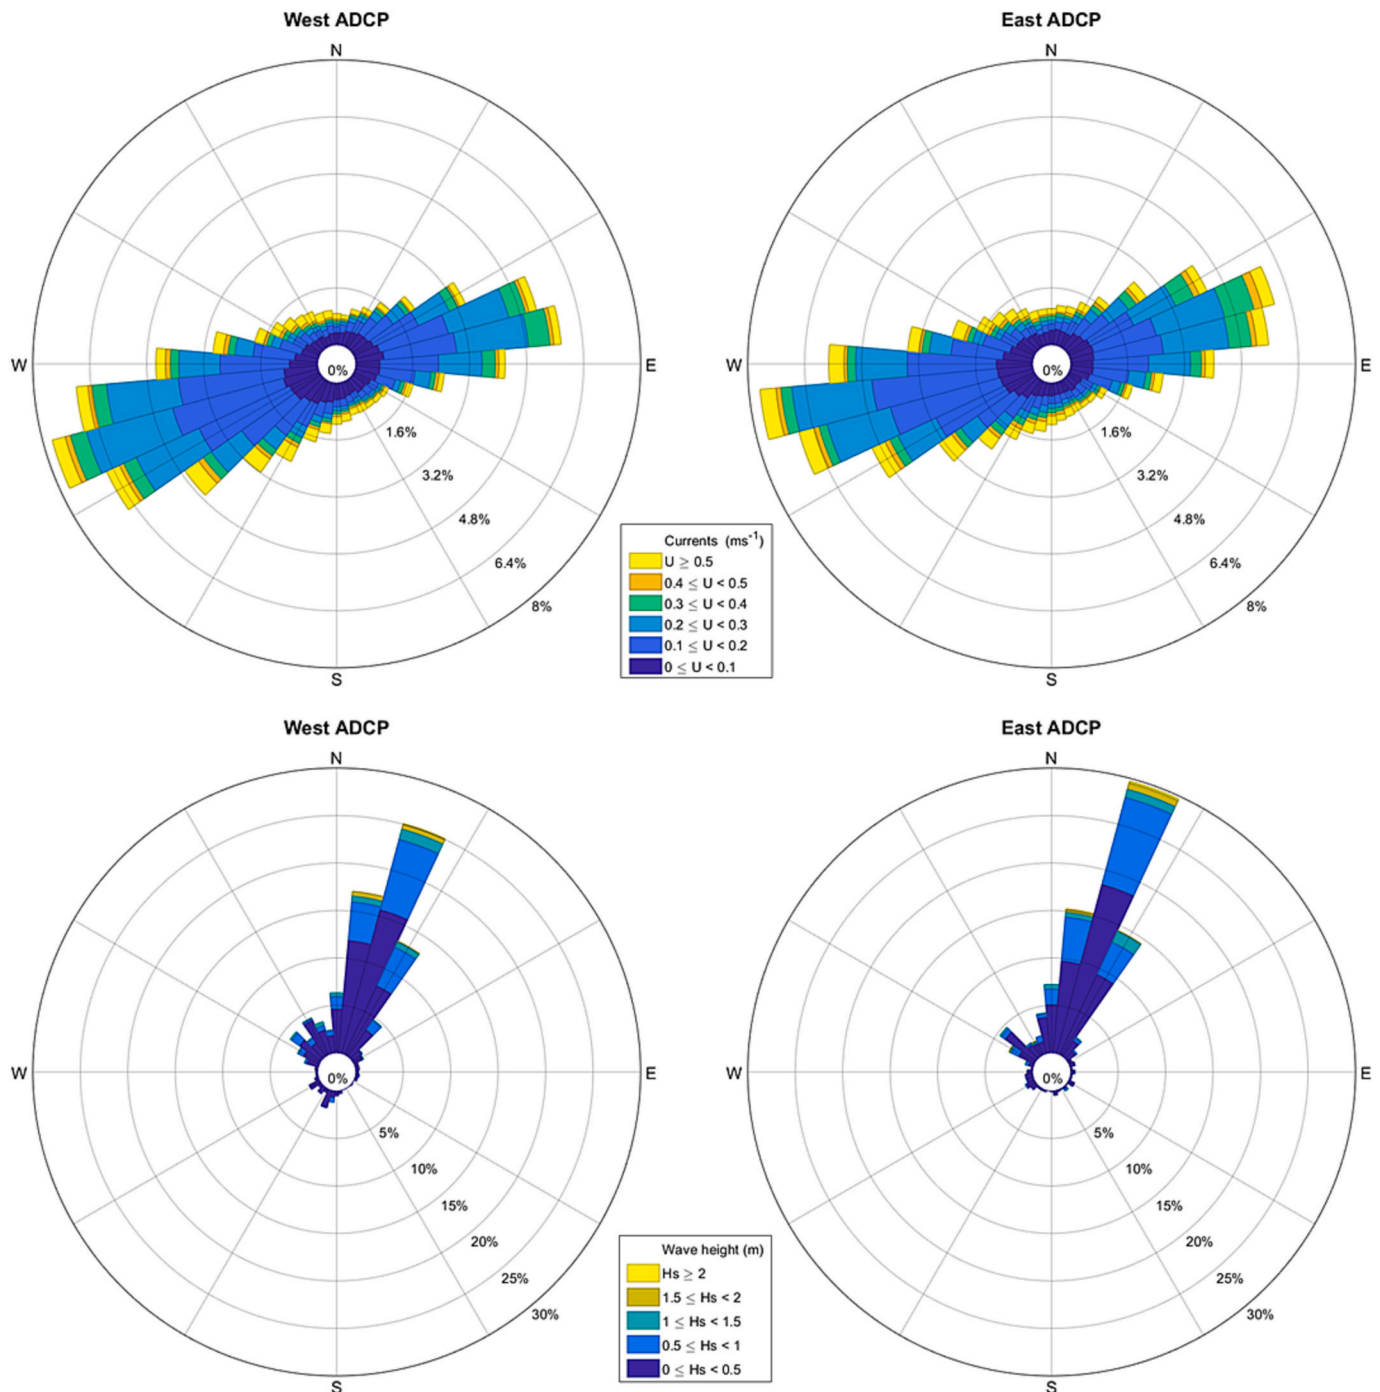 West ADCP
East ADCP
N
N
W
0%
E
W
0%
E
1.6%
1.6%
3.2%
3.2%
4.8%
4.8%
6.4%
6.4%
8%
8%
S
S
Currents (ms⁻¹)
U ≥ 0.5
0.4 ≤ U < 0.5
0.3 ≤ U < 0.4
0.2 ≤ U < 0.3
0.1 ≤ U < 0.2
0 ≤ U < 0.1
West ADCP
East ADCP
N
N
W
0%
E
W
0%
E
5%
5%
10%
10%
15%
15%
20%
20%
25%
25%
30%
30%
S
S
Wave height (m)
Hs ≥ 2
1.5 ≤ Hs < 2
1 ≤ Hs < 1.5
0.5 ≤ Hs < 1
0 ≤ Hs < 0.5